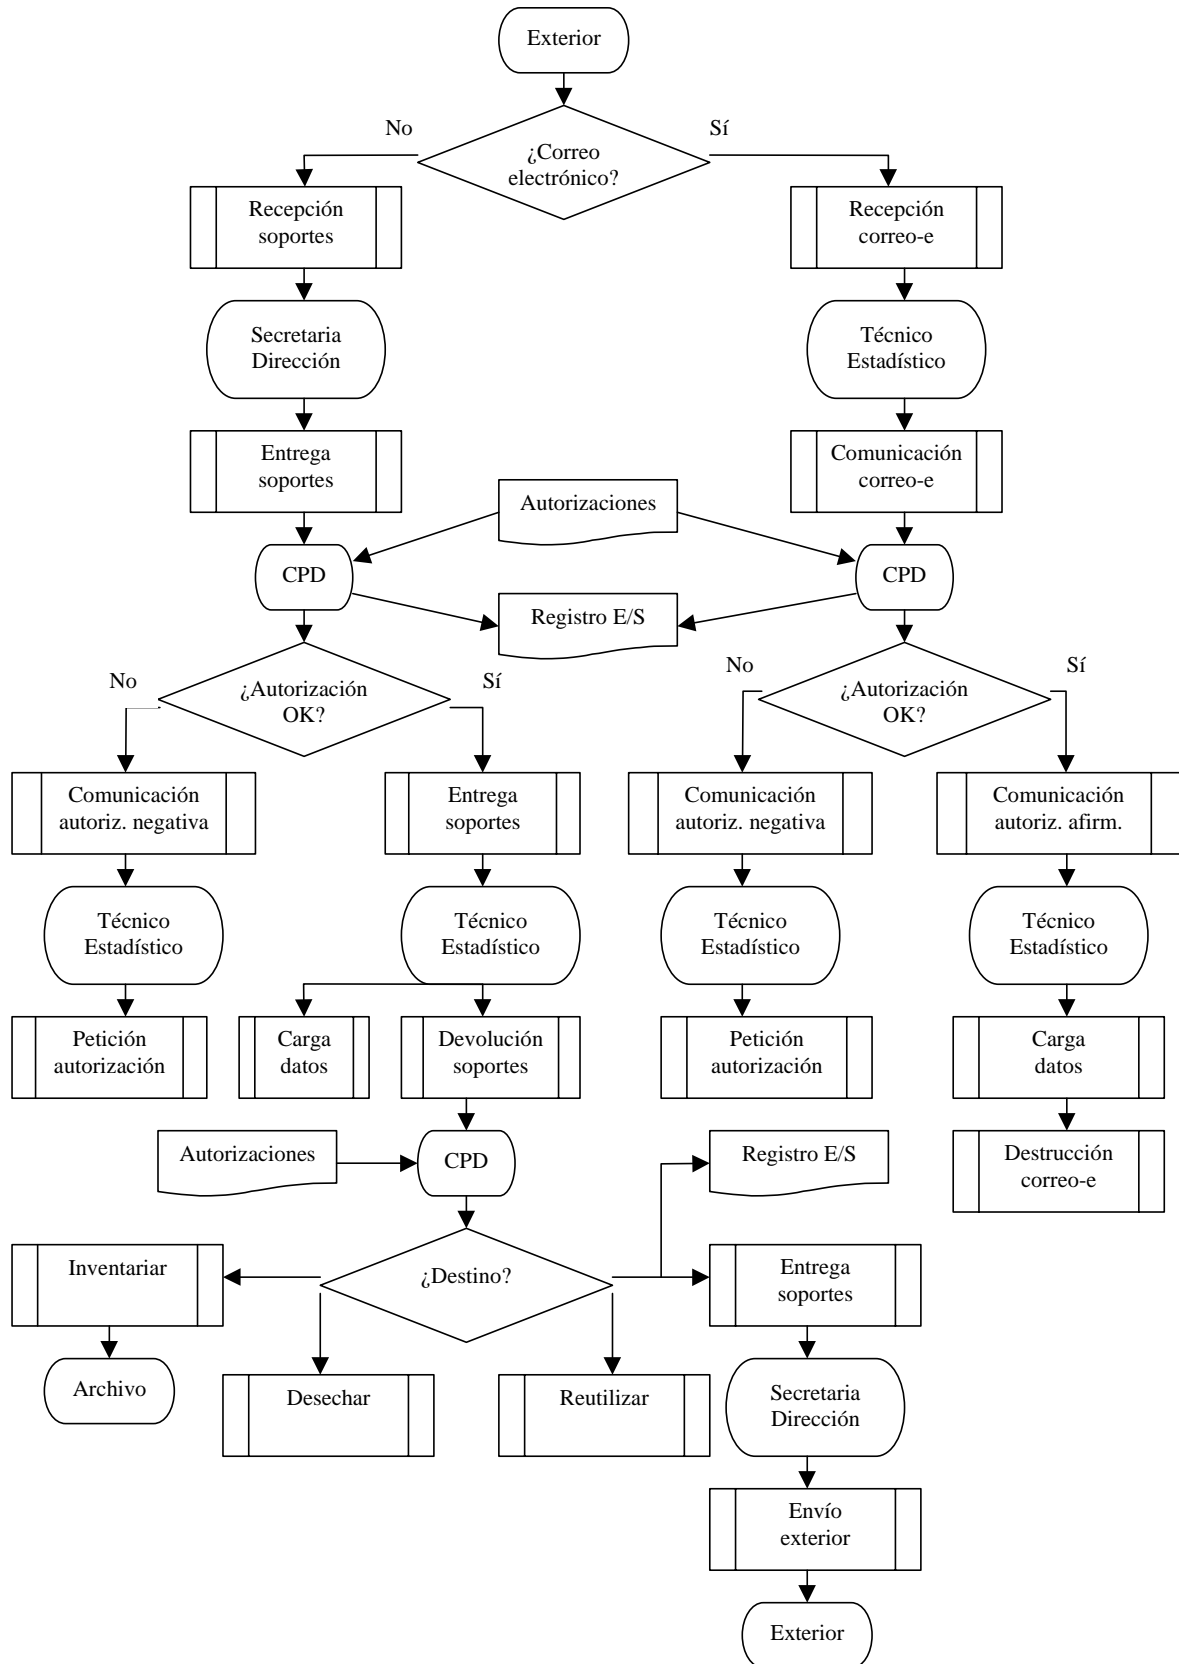 Exterior
No
Sí
¿Correo
electrónico?
Recepción
soportes
Recepción
correo-e
Secretaria
Dirección
Técnico
Estadístico
Entrega
soportes
Comunicación
correo-e
Autorizaciones
CPD
CPD
Registro E/S
No
¿Autorización
OK?
Sí
No
¿Autorización
OK?
Sí
Comunicación
autoriz. negativa
Entrega
soportes
Comunicación
autoriz. negativa
Comunicación
autoriz. afirm.
Técnico
Estadístico
Técnico
Estadístico
Técnico
Estadístico
Técnico
Estadístico
Petición
autorización
Carga
datos
Devolución
soportes
Petición
autorización
Carga
datos
Autorizaciones
CPD
Registro E/S
Destrucción
correo-e
Inventariar
¿Destino?
Entrega
soportes
Archivo
Desechar
Reutilizar
Secretaria
Dirección
Envío
exterior
Exterior